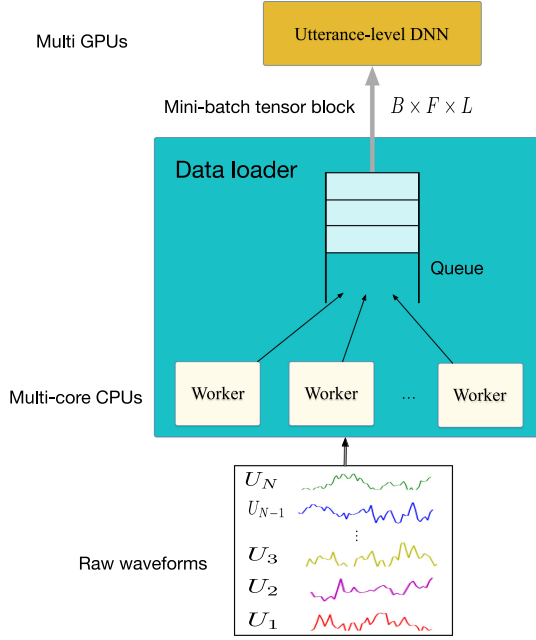 Multi GPUs
Utterance-level DNN
Mini-batch tensor block
B × F × L
Data loader
Queue
Multi-core CPUs
Worker
Worker
...
Worker
Raw waveforms
U_N
U_{N-1}
⋮
U_3
U_2
U_1